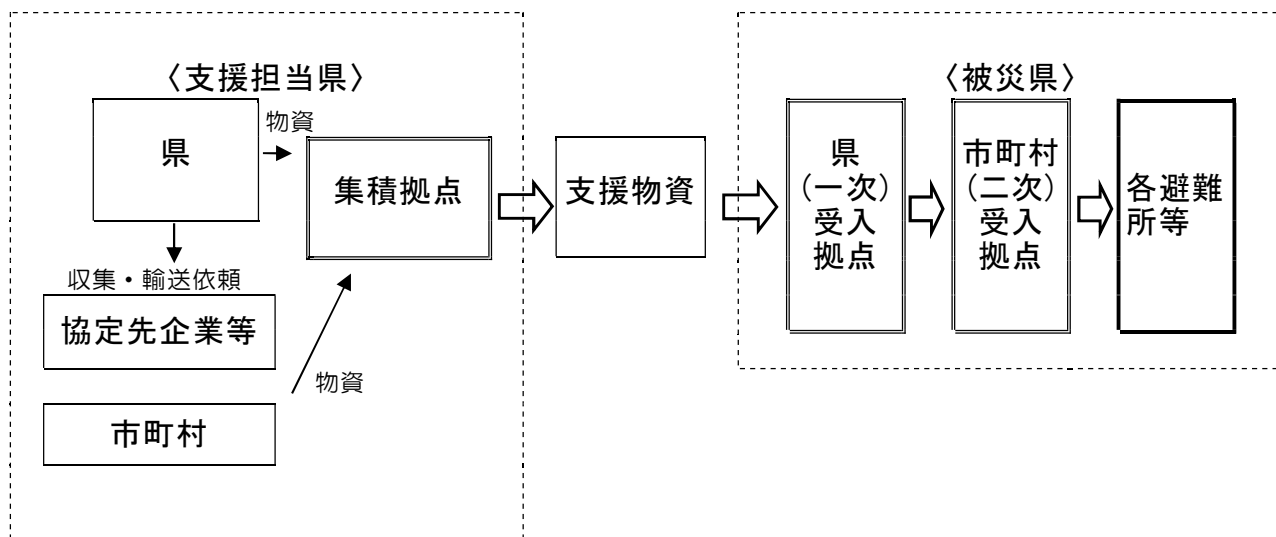 〈支援担当県〉
県
物資
集積拠点
収集・輸送依頼
協定先企業等
物資
市町村
支援物資
〈被災県〉
県
(一次)
受入
拠点
市町村
(二次)
受入
拠点
各避難
所等